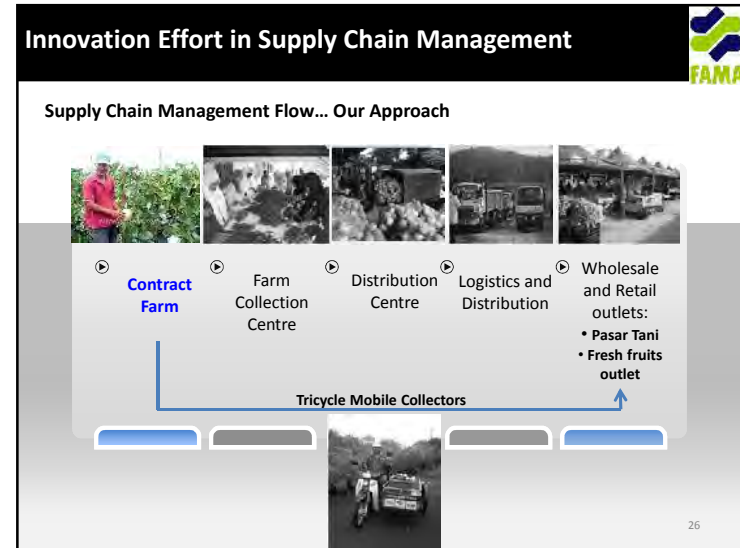 Innovation Effort in Supply Chain Management
FAMA
Supply Chain Management Flow... Our Approach
Contract
Farm
Farm
Collection
Centre
Distribution
Centre
Logistics and
Distribution
Wholesale
and Retail
outlets:
• Pasar Tani
• Fresh fruits
outlet
Tricycle Mobile Collectors
26